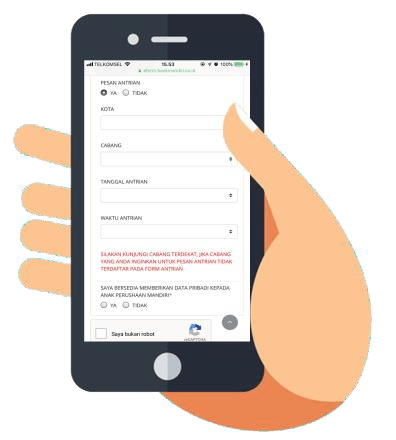 TELKOMSEL 15.53 100%
PESAN ANTRIAN
YA TIDAK
KOTA
CABANG
TANGGAL ANTRIAN
WAKTU ANTRIAN
SILAKAN KUNJUNGI CABANG TERDEKAT, JIKA CABANG
YANG ANDA INGINKAN UNTUK PESAN ANTRIAN TIDAK
TERDAFTAR PADA FORM ANTRIAN
SAYA BERSEDIA MEMBERIKAN DATA PRIBADI KEPADA
ANAK PERUSHAAN MANDIRI*
YA TIDAK
Saya bukan robot
reCAPTCHA